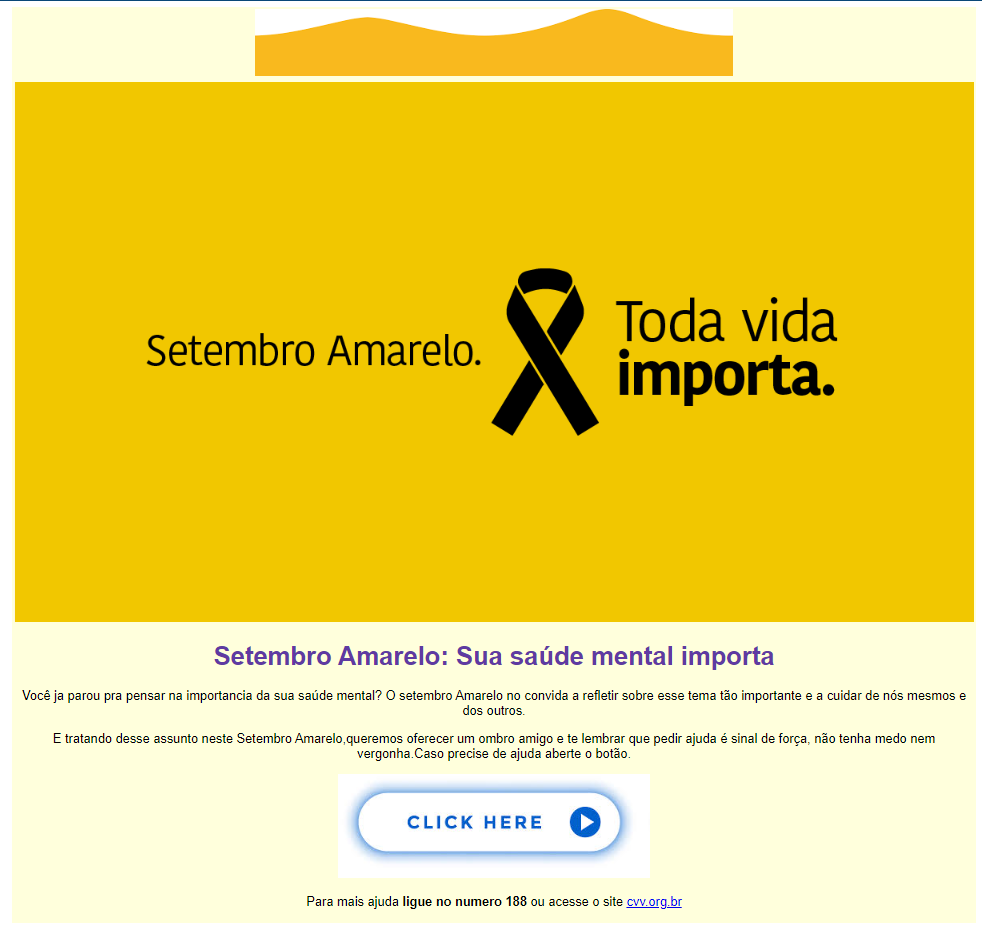 Setembro Amarelo.
Toda vida
importa.
Setembro Amarelo: Sua saúde mental importa
Você ja parou pra pensar na importancia da sua saúde mental? O setembro Amarelo no convida a refletir sobre esse tema tão importante e a cuidar de nós mesmos e
dos outros.
E tratando desse assunto neste Setembro Amarelo,queremos oferecer um ombro amigo e te lembrar que pedir ajuda é sinal de força, não tenha medo nem
vergonha.Caso precise de ajuda aberte o botão.
CLICK HERE
Para mais ajuda ligue no numero 188 ou acesse o site cvv.org.br